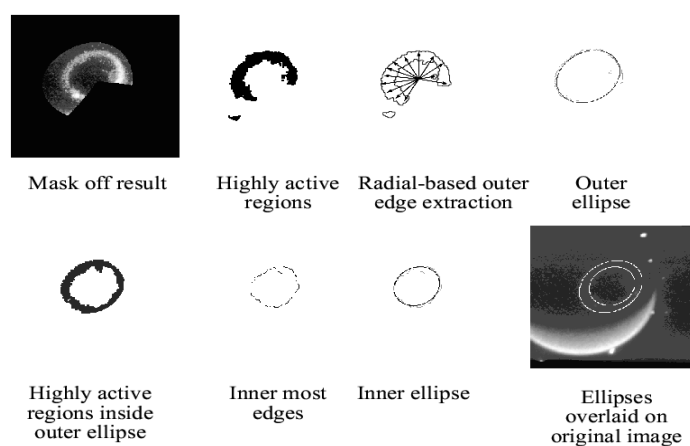 Mask off result
Highly active
regions
Radial-based outer
edge extraction
Outer
ellipse
Highly active
regions inside
outer ellipse
Inner most
edges
Inner ellipse
Ellipses
overlaid on
original image